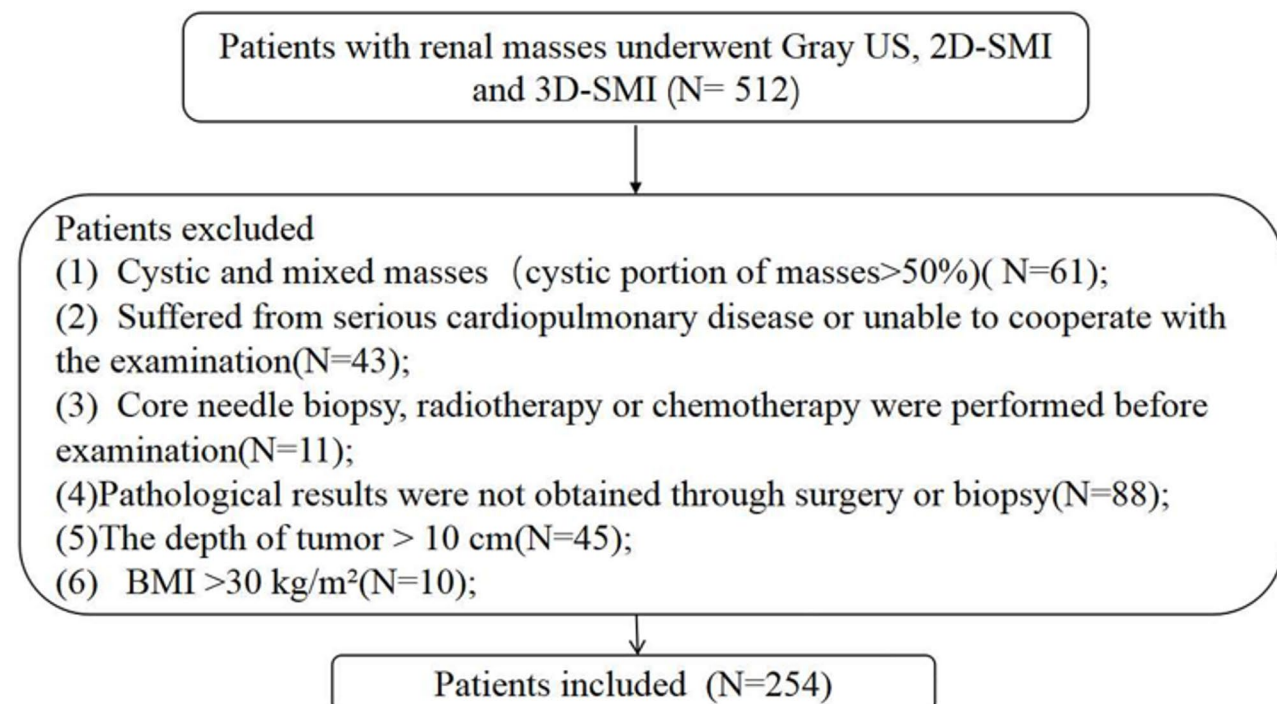 Patients with renal masses underwent Gray US, 2D-SMI
and 3D-SMI (N= 512)
Patients excluded
(1)  Cystic and mixed masses（cystic portion of masses>50%)( N=61);
(2)  Suffered from serious cardiopulmonary disease or unable to cooperate with
the examination(N=43);
(3)  Core needle biopsy, radiotherapy or chemotherapy were performed before
examination(N=11);
(4)Pathological results were not obtained through surgery or biopsy(N=88);
(5)The depth of tumor > 10 cm(N=45);
(6)  BMI >30 kg/m²(N=10);
Patients included  (N=254)